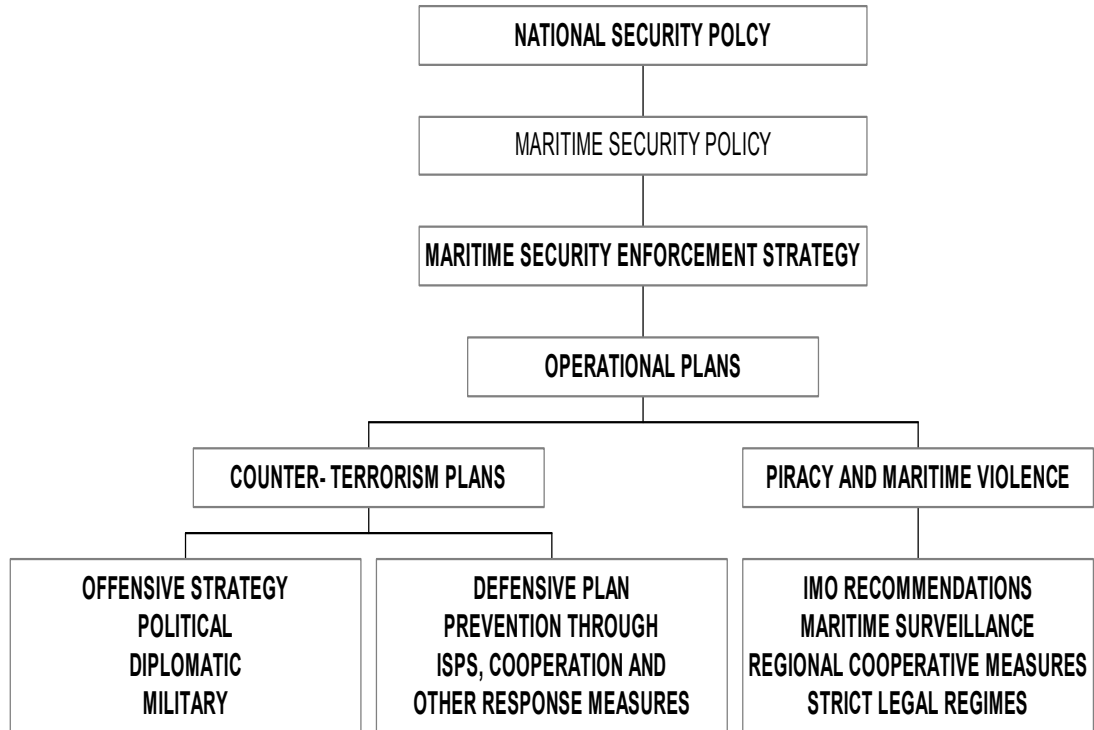 NATIONAL SECURITY POLCY
MARITIME SECURITY POLICY
MARITIME SECURITY ENFORCEMENT STRATEGY
OPERATIONAL PLANS
COUNTER- TERRORISM PLANS
PIRACY AND MARITIME VIOLENCE
OFFENSIVE STRATEGY
POLITICAL
DIPLOMATIC
MILITARY
DEFENSIVE PLAN
PREVENTION THROUGH
ISPS, COOPERATION AND
OTHER RESPONSE MEASURES
IMO RECOMMENDATIONS
MARITIME SURVEILLANCE
REGIONAL COOPERATIVE MEASURES
STRICT LEGAL REGIMES